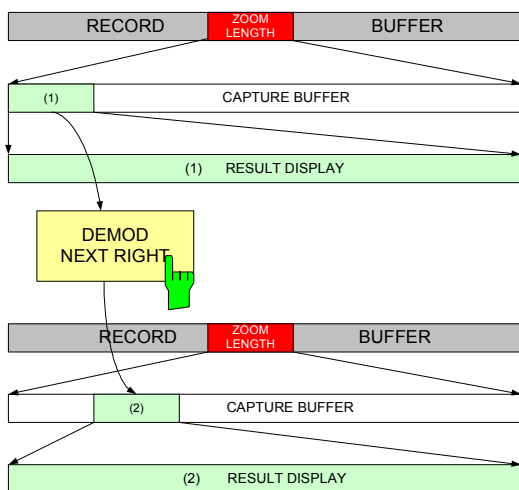 RECORD ZOOM LENGTH BUFFER
(1) CAPTURE BUFFER
(1) RESULT DISPLAY
DEMOD
NEXT RIGHT
RECORD ZOOM LENGTH BUFFER
(2) CAPTURE BUFFER
(2) RESULT DISPLAY